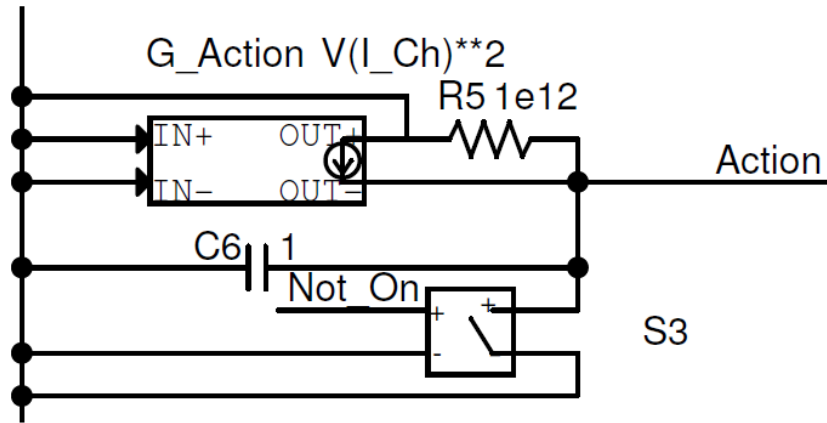 G_Action V(I_Ch)**2
R5 1e12
IN+ OUT+
Action
IN- OUT-
C6 1
Not_On
+ +
S3
- -